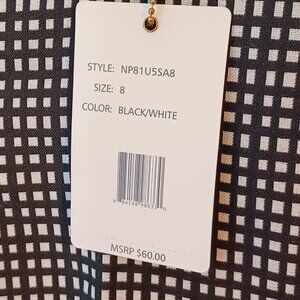 STYLE: NP81U5SA8
SIZE: 8
COLOR: BLACK/WHITE
MSRP $60.00